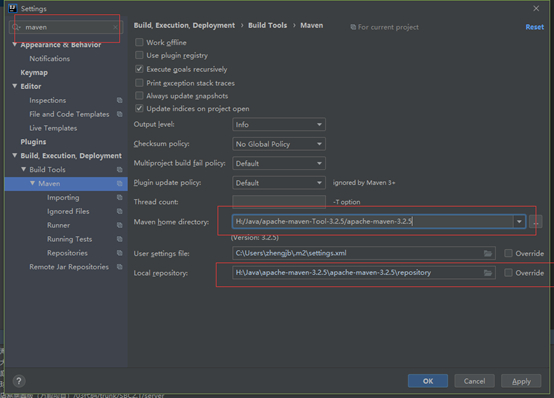 Settings
maven
Build, Execution, Deployment › Build Tools › Maven
For current project
Reset
Appearance & Behavior
Notifications
Keymap
Editor
Inspections
File and Code Templates
Live Templates
Plugins
Build, Execution, Deployment
Build Tools
Maven
Importing
Ignored Files
Runner
Running Tests
Repositories
Remote Jar Repositories
Work offline
Use plugin registry
Execute goals recursively
Print exception stack traces
Always update snapshots
Update indices on project open
Output level: Info
Checksum policy: No Global Policy
Multiproject build fail policy: Default
Plugin update policy: Default ignored by Maven 3+
Thread count: -T option
Maven home directory: H:/Java/apache-maven-Tool-3.2.5/apache-maven-3.2.5 ...
(Version: 3.2.5)
User settings file: C:\Users\zhengjb\.m2\settings.xml Override
Local repository: H:\Java\apache-maven-3.2.5\apache-maven-3.2.5\repository Override
?
OK Cancel Apply
/trunk/SBC2.1/server